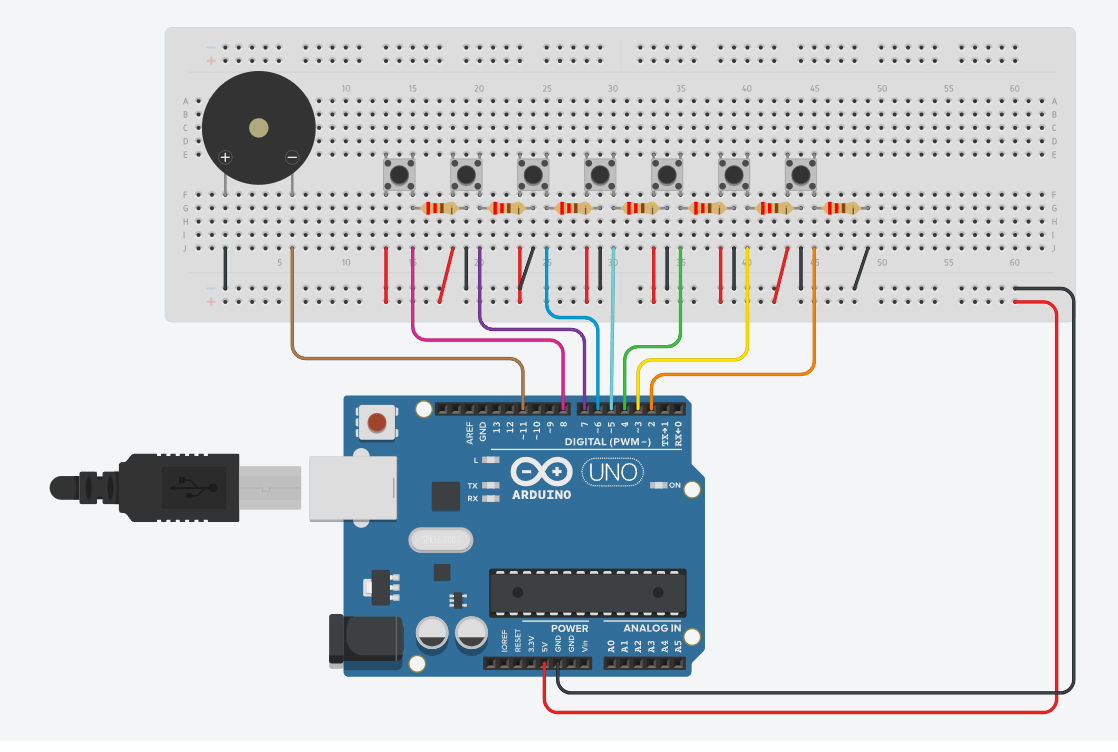 10 15 20 25 30 35 40 45 50 55 60
A A
B B
C C
D D
E E
F F
G G
H H
I I
J J
5 10 15 20 25 30 35 40 45 50 55 60
AREF GND 13 12 ~11 ~10 ~9 8 7 ~6 ~5 4 ~3 2 TX→1 RX←0
DIGITAL (PWM~)
L
TX
RX
ARDUINO
UNO
ON
POWER
ANALOG IN
IOREF RESET 3.3V 5V GND GND Vin A0 A1 A2 A3 A4 A5